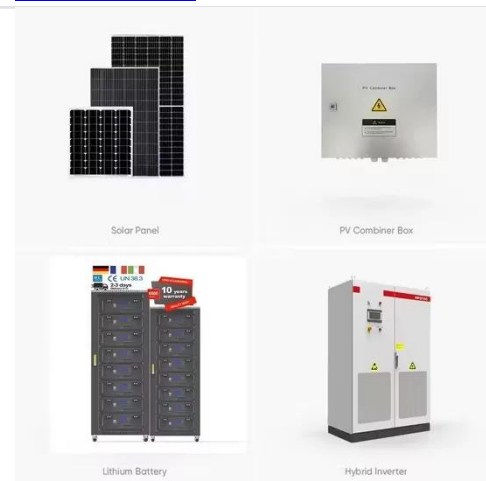 PV Combiner Box
Solar Panel
PV Combiner Box
CE UN38.3
2-3 days
10 years
warranty
Lithium Battery
Hybrid Inverter